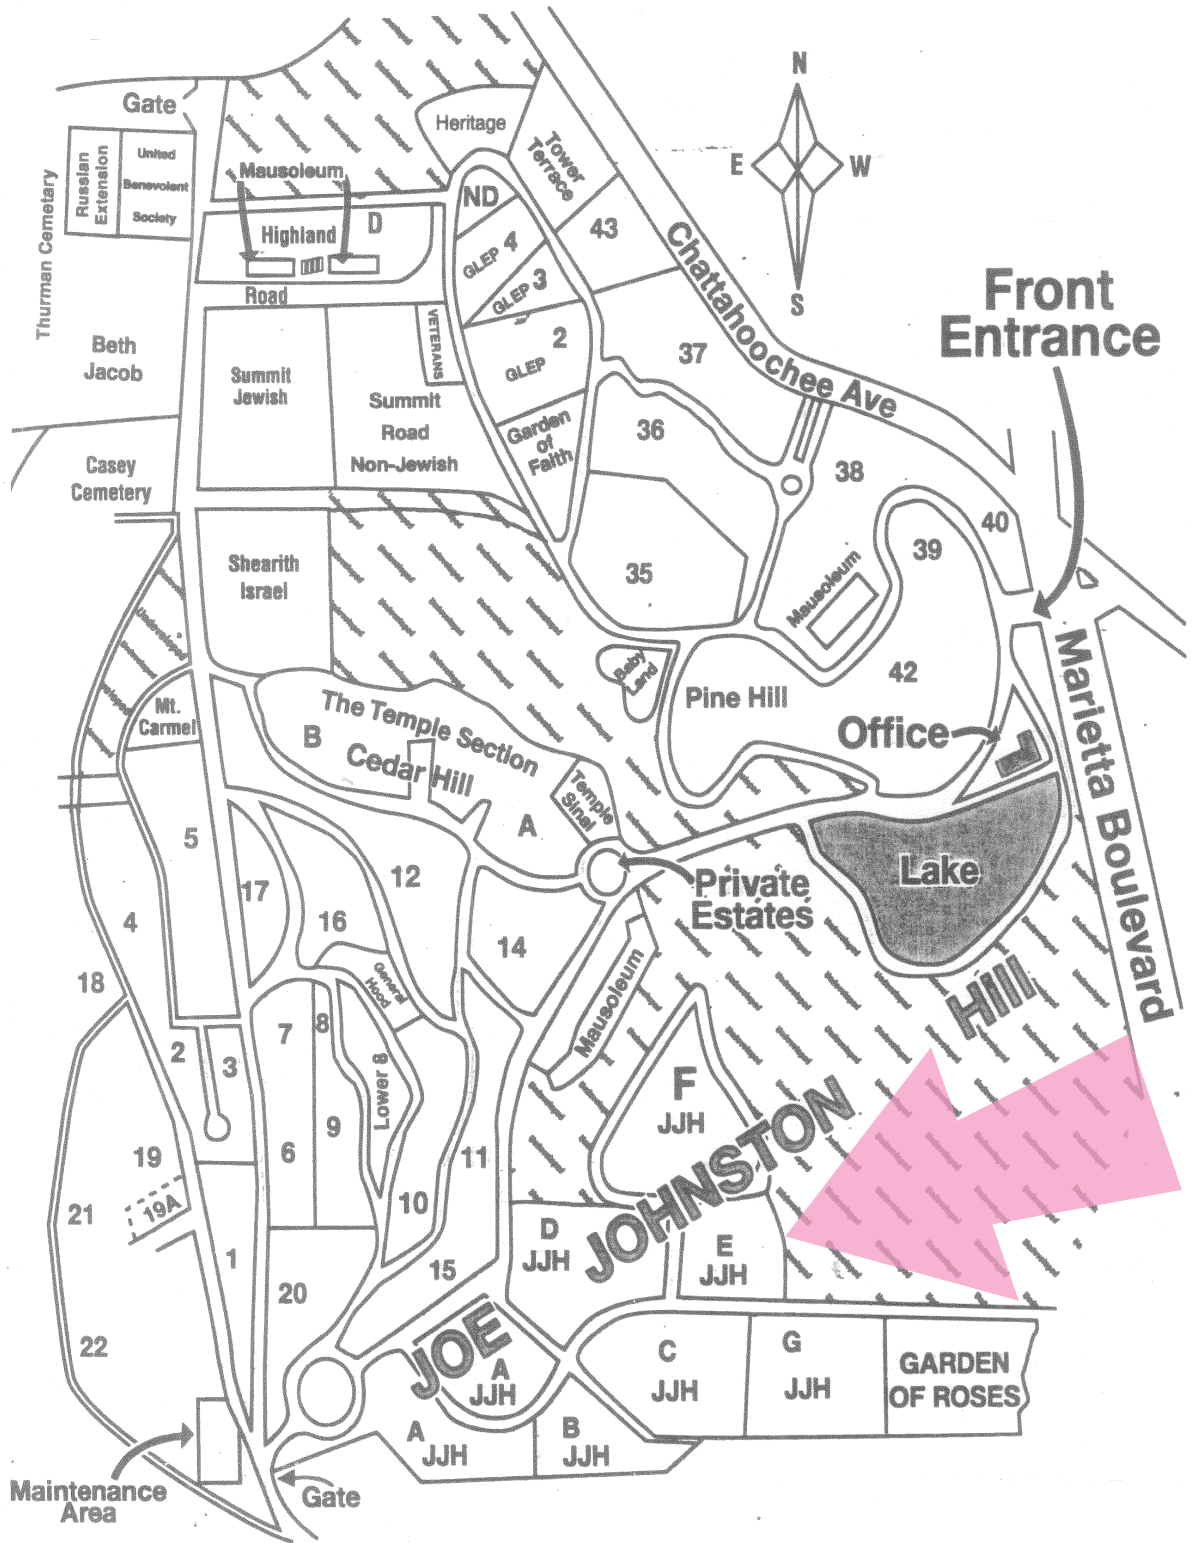 N
E
W
S
Gate
Heritage
Tower
Terrace
Russian
Extension
United
Benevolent
Society
Mausoleum
ND
43
D
Highland
GLEP 4
GLEP 3
Chattahoochee Ave
Front
Entrance
Thurman Cemetary
Road
VETERANS
2
GLEP
37
Beth
Jacob
Summit
Jewish
Summit
Road
Non-Jewish
Garden
of
Faith
36
38
Casey
Cemetery
40
39
Shearith
Israel
35
Mausoleum
Undeveloped
Baby
Land
Pine Hill
42
Mt.
Carmel
The Temple Section
B
Cedar Hill
Office
Marietta Boulevard
Temple
Sinai
A
5
Lake
17
12
Private
Estates
4
16
14
18
General
Hood
Mausoleum
Hill
7
8
2
3
Lower 8
F
JJH
JOHNSTON
9
11
19
6
19A
10
21
D
JJH
E
JJH
1
15
20
JOE
22
A
JJH
C
JJH
G
JJH
GARDEN
OF ROSES
A
JJH
B
JJH
Maintenance
Area
Gate